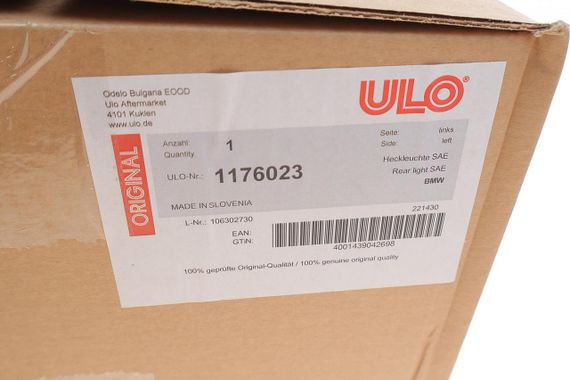 Odelo Bulgaria EOOD
Ulo Aftermarket
4101 Kuklen
www.ulo.de
ULO®
ORIGINAL
Anzahl: 1
Quantity
Seite: links
Side: left
ULO-Nr.: 1176023
Heckleuchte SAE
Rear light SAE
BMW
MADE IN SLOVENIA
L-Nr.: 106302730
221430
EAN:
GTiN:
4001439042698
100% geprüfte Original-Qualität / 100% genuine original quality